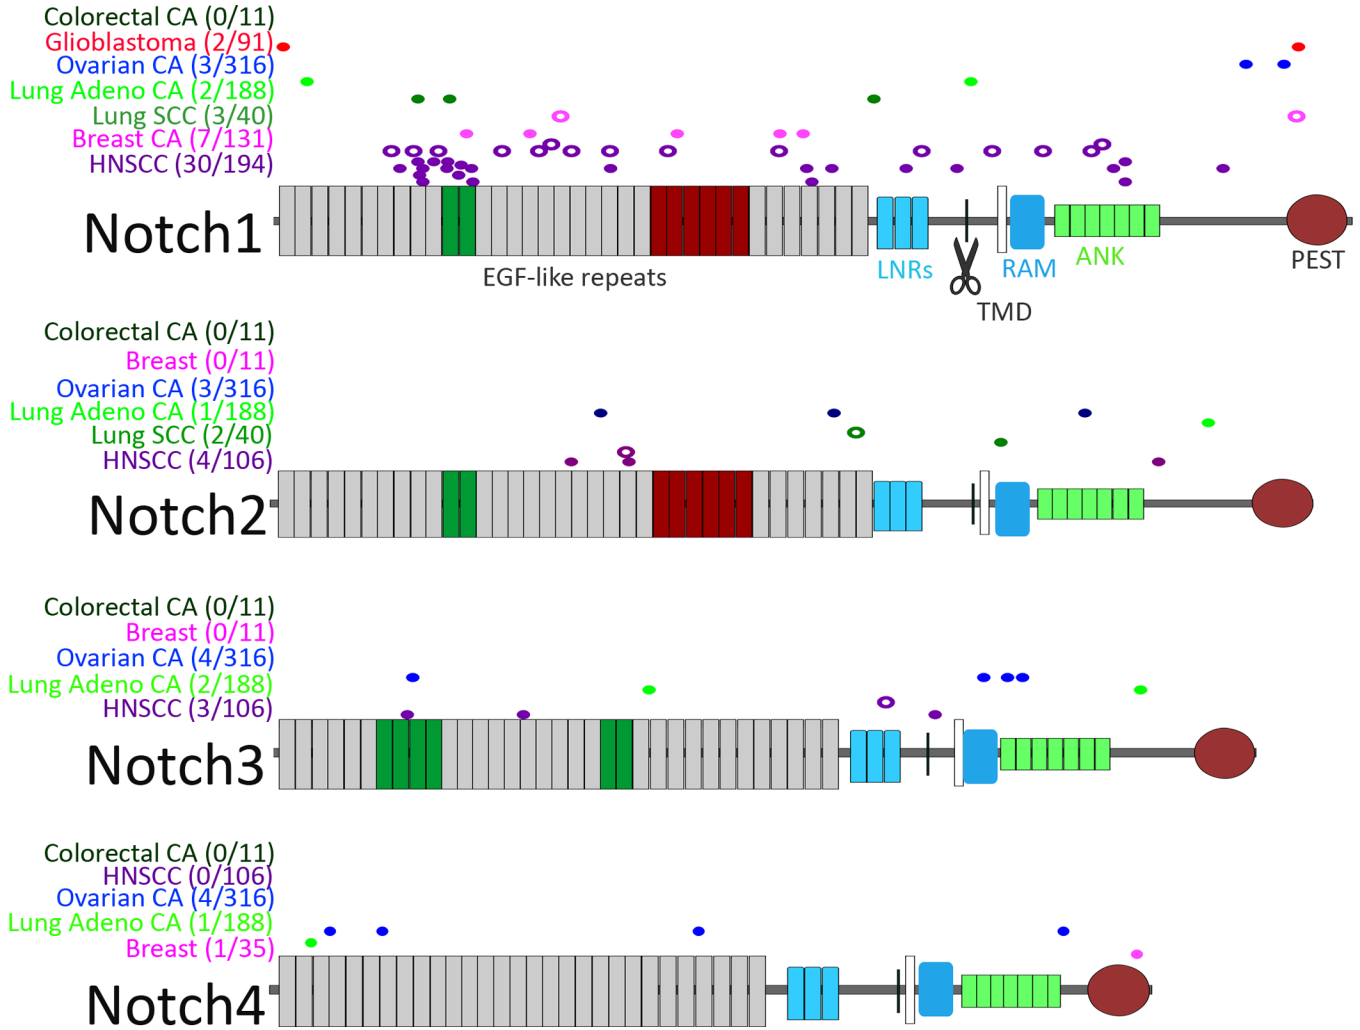 Colorectal CA (0/11)
Glioblastoma (2/91)
Ovarian CA (3/316)
Lung Adeno CA (2/188)
Lung SCC (3/40)
Breast CA (7/131)
HNSCC (30/194)
Notch1
EGF-like repeats
LNRs
RAM
ANK
PEST
TMD
Colorectal CA (0/11)
Breast (0/11)
Ovarian CA (3/316)
Lung Adeno CA (1/188)
Lung SCC (2/40)
HNSCC (4/106)
Notch2
Colorectal CA (0/11)
Breast (0/11)
Ovarian CA (4/316)
Lung Adeno CA (2/188)
HNSCC (3/106)
Notch3
Colorectal CA (0/11)
HNSCC (0/106)
Ovarian CA (4/316)
Lung Adeno CA (1/188)
Breast (1/35)
Notch4